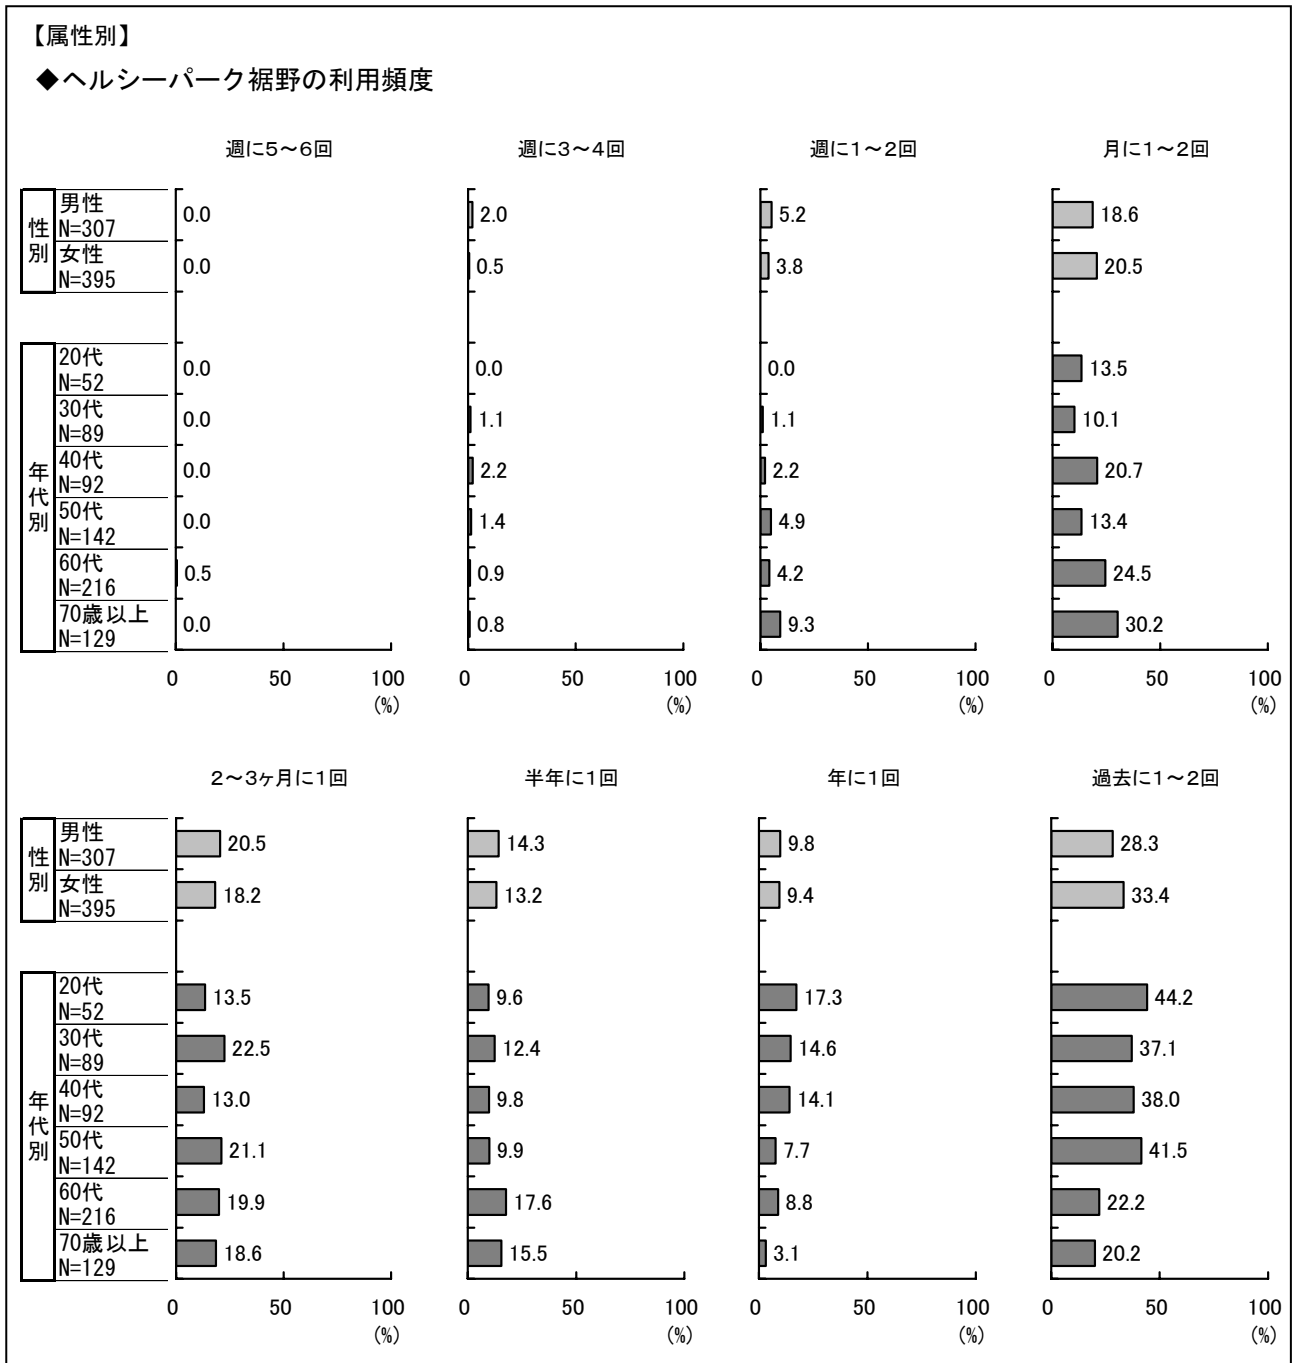 【属性別】
◆ヘルシーパーク裾野の利用頻度
週に5～6回 週に3～4回 週に1～2回 月に1～2回
性別
男性
N=307
0.0 2.0 5.2 18.6
女性
N=395
0.0 0.5 3.8 20.5
年代別
20代
N=52
0.0 0.0 0.0 13.5
30代
N=89
0.0 1.1 1.1 10.1
40代
N=92
0.0 2.2 2.2 20.7
50代
N=142
0.0 1.4 4.9 13.4
60代
N=216
0.5 0.9 4.2 24.5
70歳以上
N=129
0.0 0.8 9.3 30.2
0 50 100 0 50 100 0 50 100 0 50 100
(%) (%) (%) (%)
2～3ヶ月に1回 半年に1回 年に1回 過去に1～2回
性別
男性
N=307
20.5 14.3 9.8 28.3
女性
N=395
18.2 13.2 9.4 33.4
年代別
20代
N=52
13.5 9.6 17.3 44.2
30代
N=89
22.5 12.4 14.6 37.1
40代
N=92
13.0 9.8 14.1 38.0
50代
N=142
21.1 9.9 7.7 41.5
60代
N=216
19.9 17.6 8.8 22.2
70歳以上
N=129
18.6 15.5 3.1 20.2
0 50 100 0 50 100 0 50 100 0 50 100
(%) (%) (%) (%)